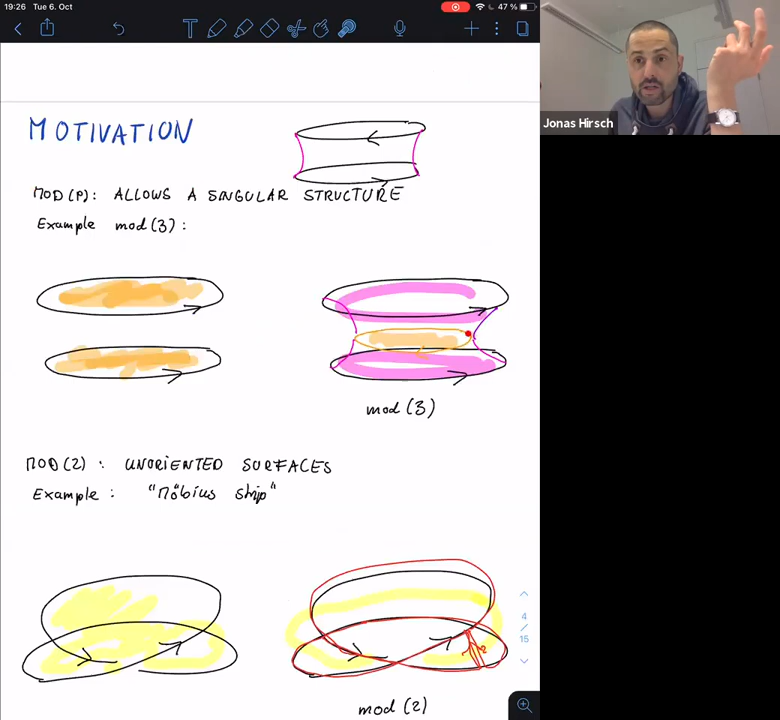 19:26 Tue 6. Oct
47 %
Jonas Hirsch
MOTIVATION
MOD(P): ALLOWS A SINGULAR STRUCTURE
Example mod(3):
mod(3)
MOD(2): UNORIENTED SURFACES
Example: "Möbius strip"
4
/
15
mod(2)